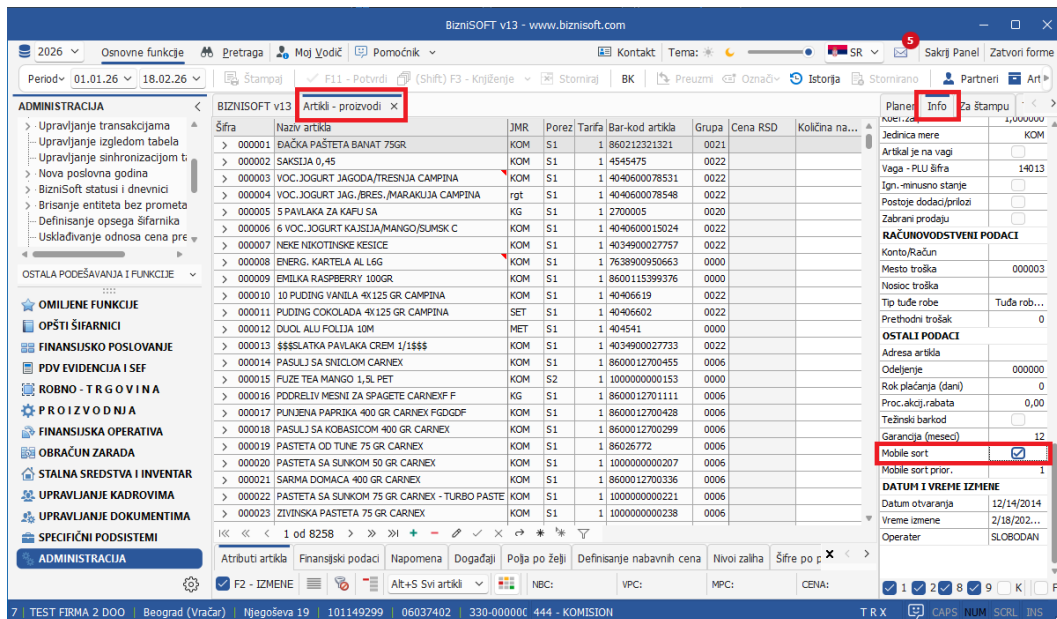 BizniSOFT v13 - www.biznisoft.com
2026 Osnovne funkcije Pretraga Moj Vodič Pomoćnik Kontakt Tema: SR 5 Sakrij Panel Zatvori forme
Period 01.01.26 18.02.26 Štampaj F11 - Potvrdi (Shift) F3 - Knjiženje Storniraj BK Preuzmi Označi Istorija Stornirano Partneri Art
ADMINISTRACIJA
Upravljanje transakcijama
Upravljanje izgledom tabela
Upravljanje sinhronizacijom ta
Nova poslovna godina
BizniSoft statusi i dnevnici
Brisanje entiteta bez prometa
Definisanje opsega šifarnika
Usklađivanje odnosa cena pre
OSTALA PODEŠAVANJA I FUNKCIJE
OMILJENE FUNKCIJE
OPŠTI ŠIFARNICI
FINANSIJSKO POSLOVANJE
PDV EVIDENCIJA I SEF
ROBNO - T R G O V I N A
P R O I Z V O D NJ A
FINANSIJSKA OPERATIVA
OBRAČUN ZARADA
STALNA SREDSTVA I INVENTAR
UPRAVLJANJE KADROVIMA
UPRAVLJANJE DOKUMENTIMA
SPECIFIČNI PODSISTEMI
ADMINISTRACIJA
BIZNISOFT v13 Artikli - proizvodi ×
Šifra Naziv artikla JMR Porez Tarifa Bar-kod artikla Grupa Cena RSD Količina na...
000001 ĐAČKA PAŠTETA BANAT 75GR KOM S1 1 860212321321 0021
000002 SAKSIJA 0,45 KOM S1 1 4545475 0022
000003 VOC.JOGURT JAGODA/TRESNJA CAMPINA KOM S1 1 4040600078531 0022
000004 VOC.JOGURT JAG./BRES./MARAKUJA CAMPINA rgt S1 1 4040600078548 0022
000005 5 PAVLAKA ZA KAFU SA KG S1 1 2700005 0020
000006 6 VOC.JOGURT KAJSIJA/MANGO/SUMSK C KOM S1 1 4040600015024 0022
000007 NEKE NIKOTINSKE KESICE KOM S1 1 4034900027757 0022
000008 ENERG. KARTELA AL L6G KOM S1 1 7638900950663 0000
000009 EMILKA RASPBERRY 100GR KOM S1 1 8600115399376 0000
000010 10 PUDING VANILA 4X125 GR CAMPINA KOM S1 1 40406619 0022
000011 PUDING COKOLADA 4X125 GR CAMPINA SET S1 1 40406602 0022
000012 DUOL ALU FOLIJA 10M MET S1 1 404541 0000
000013 $$$SLATKA PAVLAKA CREM 1/1$$$ KOM S1 1 4034900027733 0022
000014 PASULJ SA SNICLOM CARNEX KOM S1 1 8600012700455 0006
000015 FUZE TEA MANGO 1,5L PET KOM S2 1 1000000000153 0000
000016 PDDRELIV MESNI ZA SPAGETE CARNEXF F KG S1 1 8600012701111 0006
000017 PUNJENA PAPRIKA 400 GR CARNEX FGDGDF KOM S1 1 8600012700428 0006
000018 PASULJ SA KOBASICOM 400 GR CARNEX KOM S1 1 8600012700299 0006
000019 PASTETA OD TUNE 75 GR CARNEX KOM S1 1 86026772 0006
000020 PASTETA SA SUNKOM 50 GR CARNEX KOM S1 1 1000000000207 0006
000021 SARMA DOMACA 400 GR CARNEX KOM S1 1 8600012700336 0006
000022 PASTETA SA SUNKOM 75 GR CARNEX - TURBO PASTE KOM S1 1 1000000000221 0006
000023 ZIVINSKA PASTETA 75 GR CARNEX KOM S1 1 1000000000238 0006
1 od 8258
Atributi artikla Finansijski podaci Napomena Događaji Polja po želji Definisanje nabavnih cena Nivoi zaliha Šifre po p X
F2 - IZMENE Alt+S Svi artikli NBC: VPC: MPC: CENA:
Planer Info Za štampu
Koef.za 1,000000
Jedinica mere KOM
Artikal je na vagi
Vaga - PLU šifra 14013
Ign.-minusno stanje
Postoje dodaci/prilozi
Zabrani prodaju
RAČUNOVODSTVENI PODACI
Konto/Račun
Mesto troška 000003
Nosioc troška
Tip tuđe robe Tuđa rob...
Prethodni trošak 0
OSTALI PODACI
Adresa artikla
Odeljenje 000000
Rok plaćanja (dani) 0
Proc.akcij.rabata 0,00
Težinski barkod
Garancija (meseci) 12
Mobile sort
Mobile sort prior. 1
DATUM I VREME IZMENE
Datum otvaranja 12/14/2014
Vreme izmene 2/18/202...
Operater SLOBODAN
1 2 8 9 K F
7 | TEST FIRMA 2 DOO | Beograd (Vračar) | Njegoševa 19 | 101149299 | 06037402 | 330-00000( 444 - KOMISION T R X CAPS NUM SCRL INS